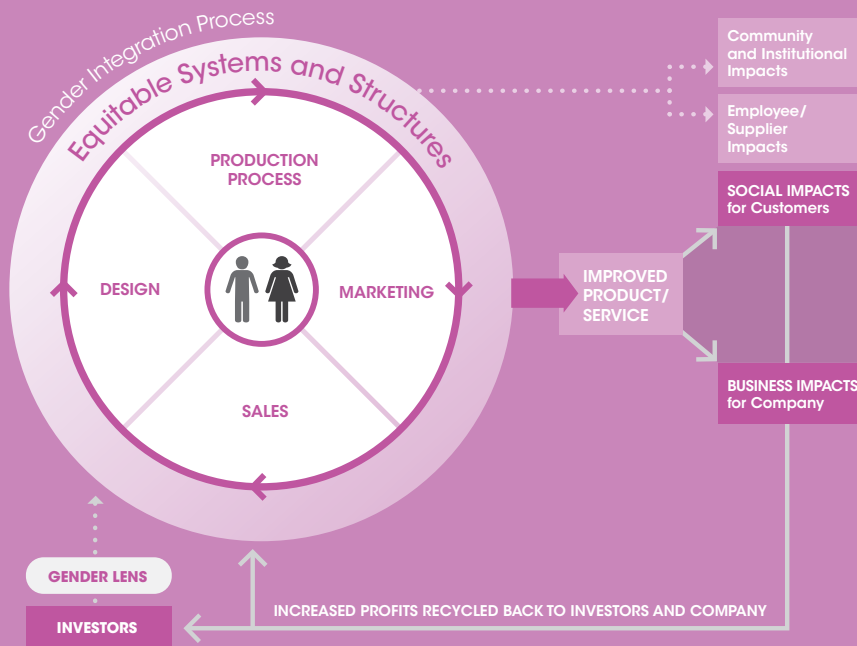 Gender Integration Process
Equitable Systems and Structures
PRODUCTION
PROCESS
DESIGN
MARKETING
SALES
IMPROVED
PRODUCT/
SERVICE
Community
and Institutional
Impacts
Employee/
Supplier
Impacts
SOCIAL IMPACTS
for Customers
BUSINESS IMPACTS
for Company
GENDER LENS
INVESTORS
INCREASED PROFITS RECYCLED BACK TO INVESTORS AND COMPANY